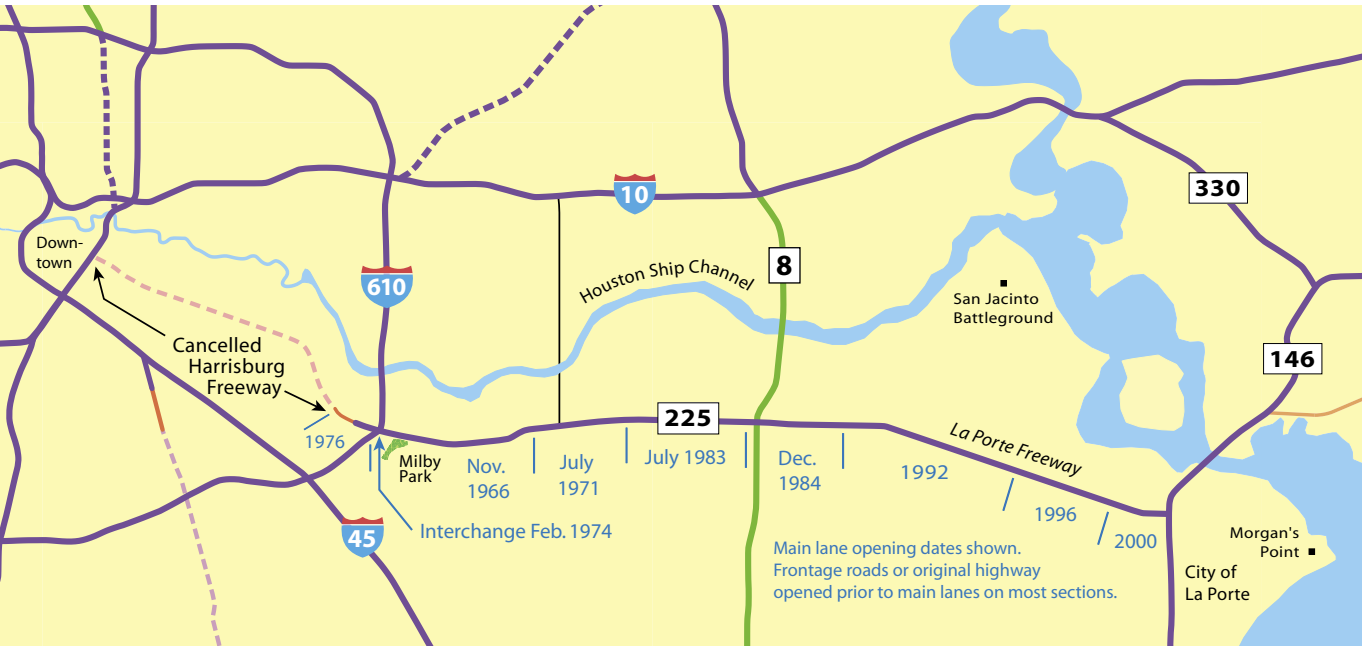 10
330
Down-
town
8
Houston Ship Channel
610
San Jacinto
Battleground
Cancelled
Harrisburg
Freeway
146
225
1976
La Porte Freeway
Milby
Park
Nov.
1966
July
1971
July 1983
Dec.
1984
1992
1996
2000
Interchange Feb. 1974
45
Main lane opening dates shown.
Frontage roads or original highway
opened prior to main lanes on most sections.
Morgan's
Point
City of
La Porte